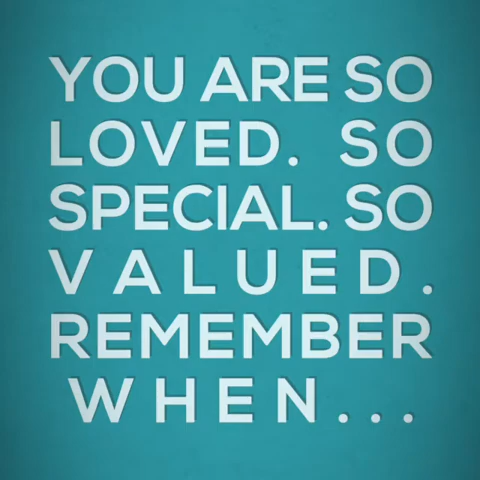 YOU ARE SO
LOVED. SO
SPECIAL. SO
VALUED.
REMEMBER
WHEN...